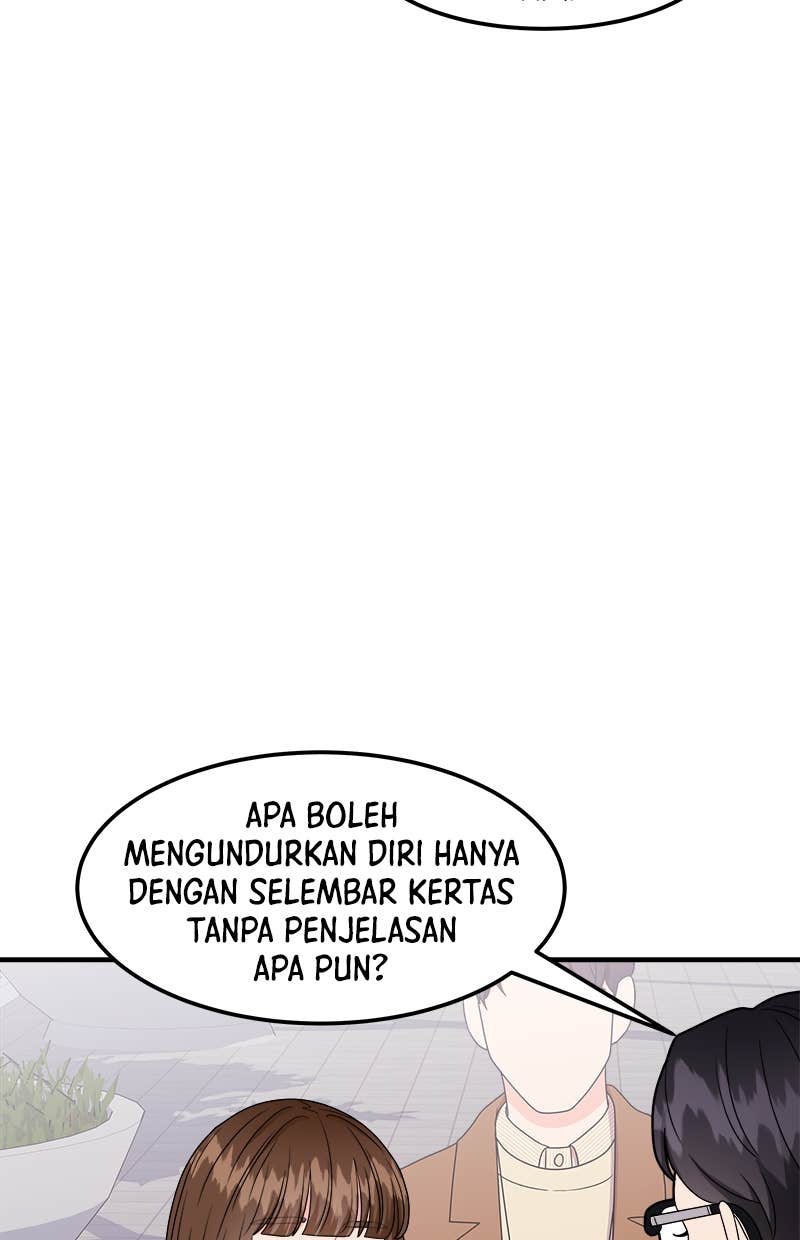 APA BOLEH
MENGUNDURKAN DIRI HANYA
DENGAN SELEMBAR KERTAS
TANPA PENJELASAN
APA PUN?